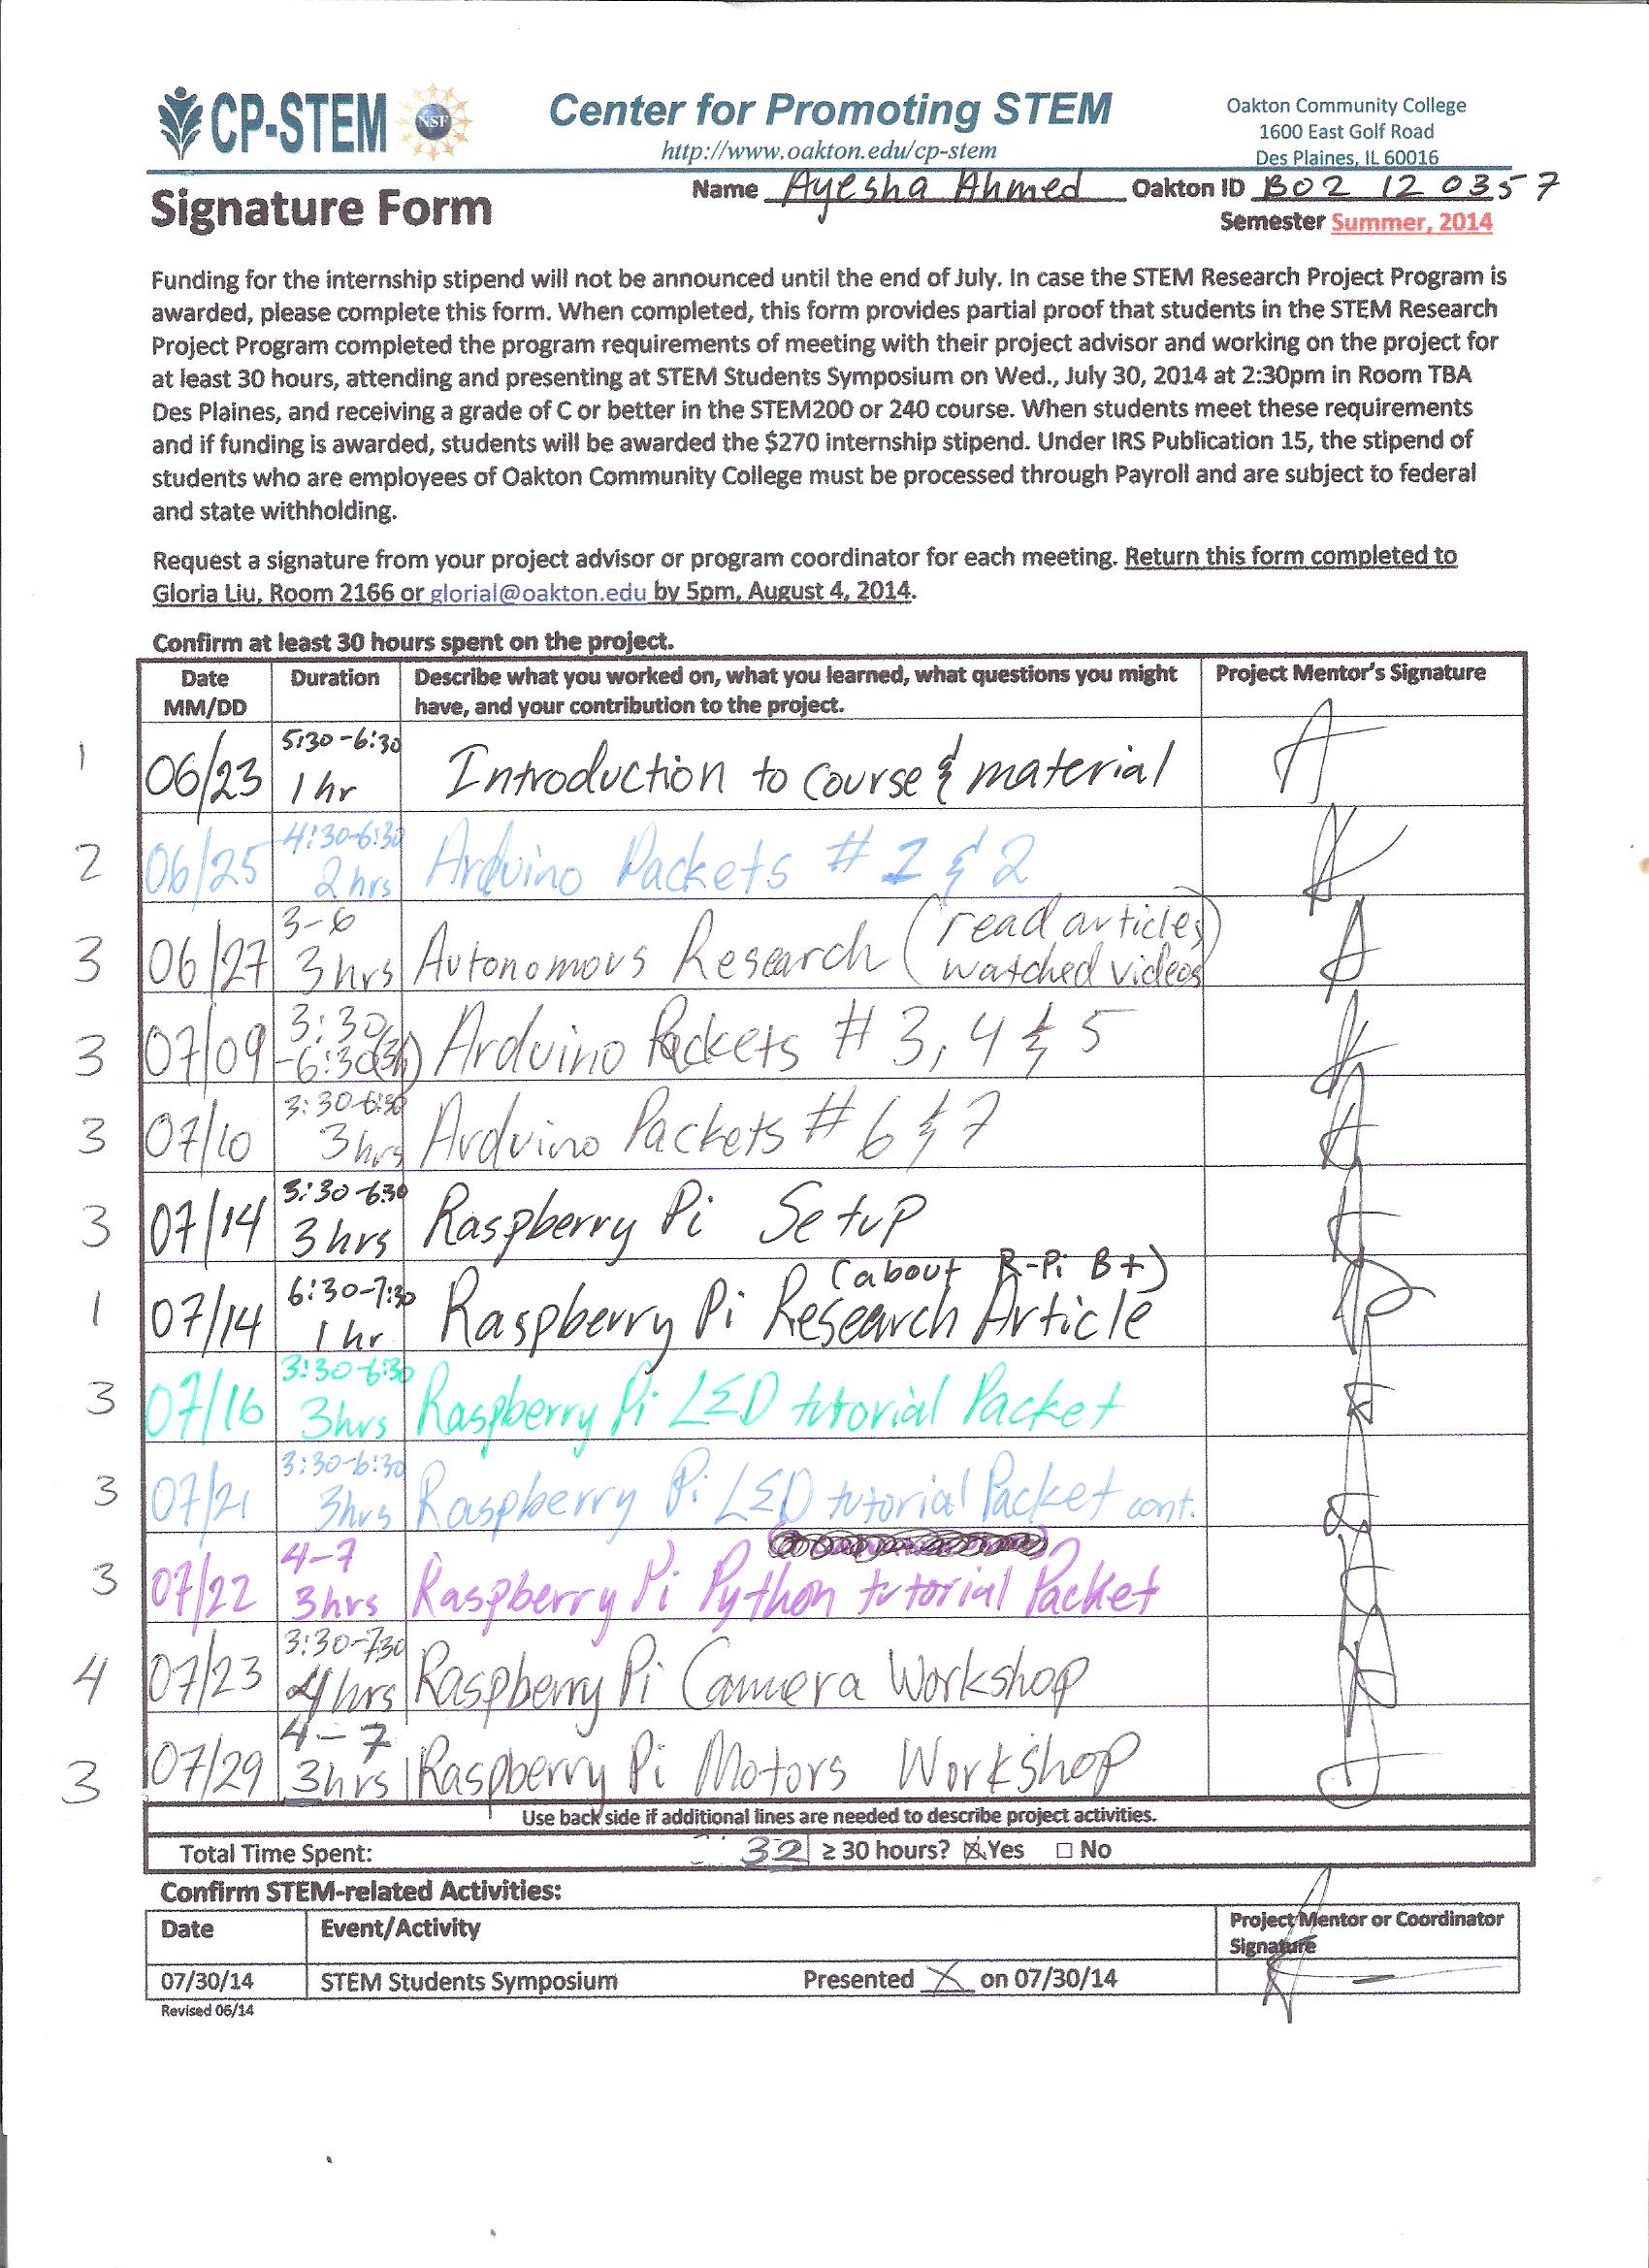 CP-STEM
NSF
Center for Promoting STEM
http://www.oakton.edu/cp-stem
Oakton Community College
1600 East Golf Road
Des Plaines, IL 60016
Signature Form
Name Ayesha Ahmed Oakton ID B02 12 0357
Semester Summer, 2014
Funding for the internship stipend will not be announced until the end of July. In case the STEM Research Project Program is
awarded, please complete this form. When completed, this form provides partial proof that students in the STEM Research
Project Program completed the program requirements of meeting with their project advisor and working on the project for
at least 30 hours, attending and presenting at STEM Students Symposium on Wed., July 30, 2014 at 2:30pm in Room TBA
Des Plaines, and receiving a grade of C or better in the STEM200 or 240 course. When students meet these requirements
and if funding is awarded, students will be awarded the $270 internship stipend. Under IRS Publication 15, the stipend of
students who are employees of Oakton Community College must be processed through Payroll and are subject to federal
and state withholding.
Request a signature from your project advisor or program coordinator for each meeting. Return this form completed to
Gloria Liu, Room 2166 or glorial@oakton.edu by 5pm, August 4, 2014.
Confirm at least 30 hours spent on the project.
Date
MM/DD
Duration
Describe what you worked on, what you learned, what questions you might
have, and your contribution to the project.
Project Mentor's Signature
1 06/23
5:30-6:30
1 hr
Introduction to course & material
2 06/25
4:30-6:30
2 hrs
Arduino Packets # 1 & 2
3 06/27
3-6
3 hrs
Autonomous Research (read articles
watched videos)
3 07/09
3:30
-6:30(3h)
Arduino Packets # 3, 4 & 5
3 07/10
3:30-6:30
3 hrs
Arduino Packets # 6 & 7
3 07/14
3:30-6:30
3 hrs
Raspberry Pi Setup
1 07/14
6:30-7:30
1 hr
(about R-Pi B+)
Raspberry Pi Research Article
3 07/16
3:30-6:30
3hrs
Raspberry Pi LED tutorial Packet
3 07/21
3:30-6:30
3hrs
Raspberry Pi LED tutorial Packet cont.
3 07/22
4-7
3hrs
Raspberry Pi Python tutorial Packet
4 07/23
3:30-7:30
4 hrs
Raspberry Pi Camera Workshop
3 07/29
4-7
3hrs
Raspberry Pi Motors Workshop
Use back side if additional lines are needed to describe project activities.
Total Time Spent: 32 ≥ 30 hours? ☒ Yes ☐ No
Confirm STEM-related Activities:
Date
Event/Activity
Project Mentor or Coordinator
Signature
07/30/14 STEM Students Symposium Presented X on 07/30/14
Revised 06/14